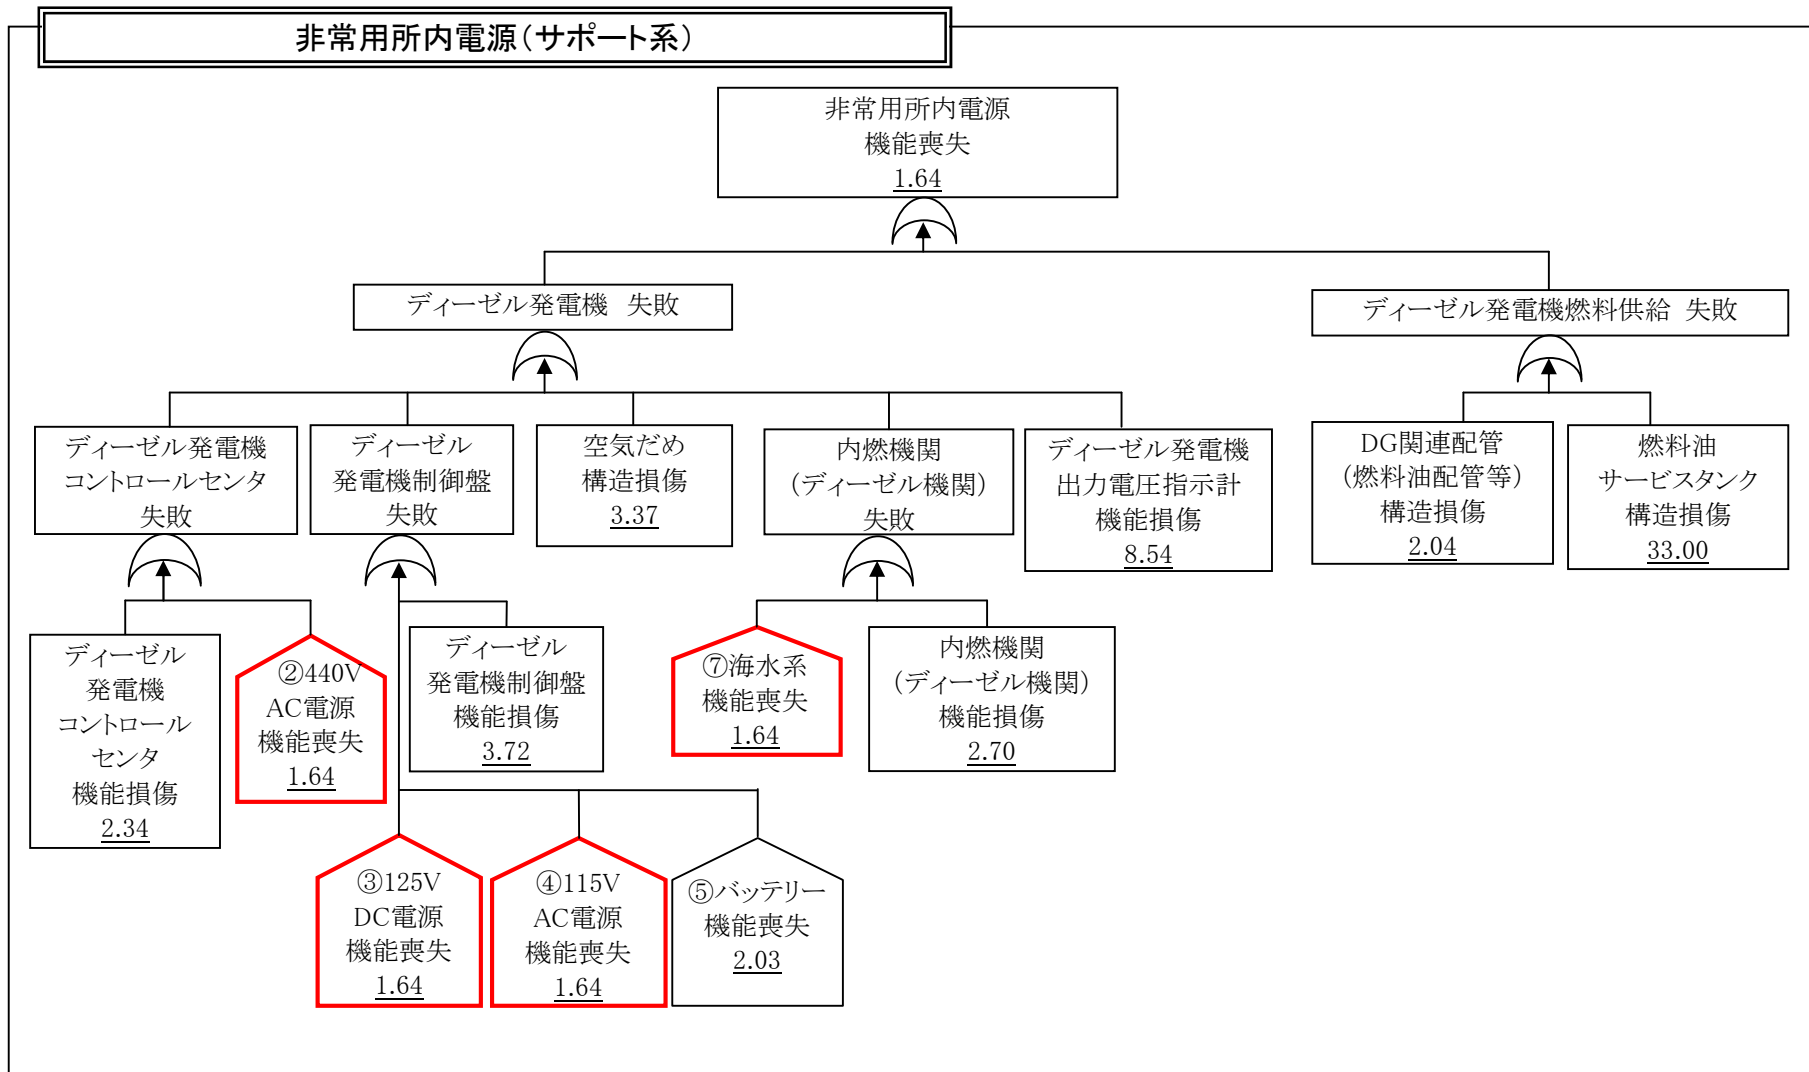 非常用所内電源(サポート系)
非常用所内電源
機能喪失
1.64
ディーゼル発電機 失敗
ディーゼル発電機燃料供給 失敗
ディーゼル発電機
コントロールセンタ
失敗
ディーゼル
発電機制御盤
失敗
空気だめ
構造損傷
3.37
内燃機関
(ディーゼル機関)
失敗
ディーゼル発電機
出力電圧指示計
機能損傷
8.54
DG関連配管
(燃料油配管等)
構造損傷
2.04
燃料油
サービスタンク
構造損傷
33.00
ディーゼル
発電機
コントロール
センタ
機能損傷
2.34
②440V
AC電源
機能喪失
1.64
ディーゼル
発電機制御盤
機能損傷
3.72
⑦海水系
機能喪失
1.64
内燃機関
(ディーゼル機関)
機能損傷
2.70
③125V
DC電源
機能喪失
1.64
④115V
AC電源
機能喪失
1.64
⑤バッテリー
機能喪失
2.03